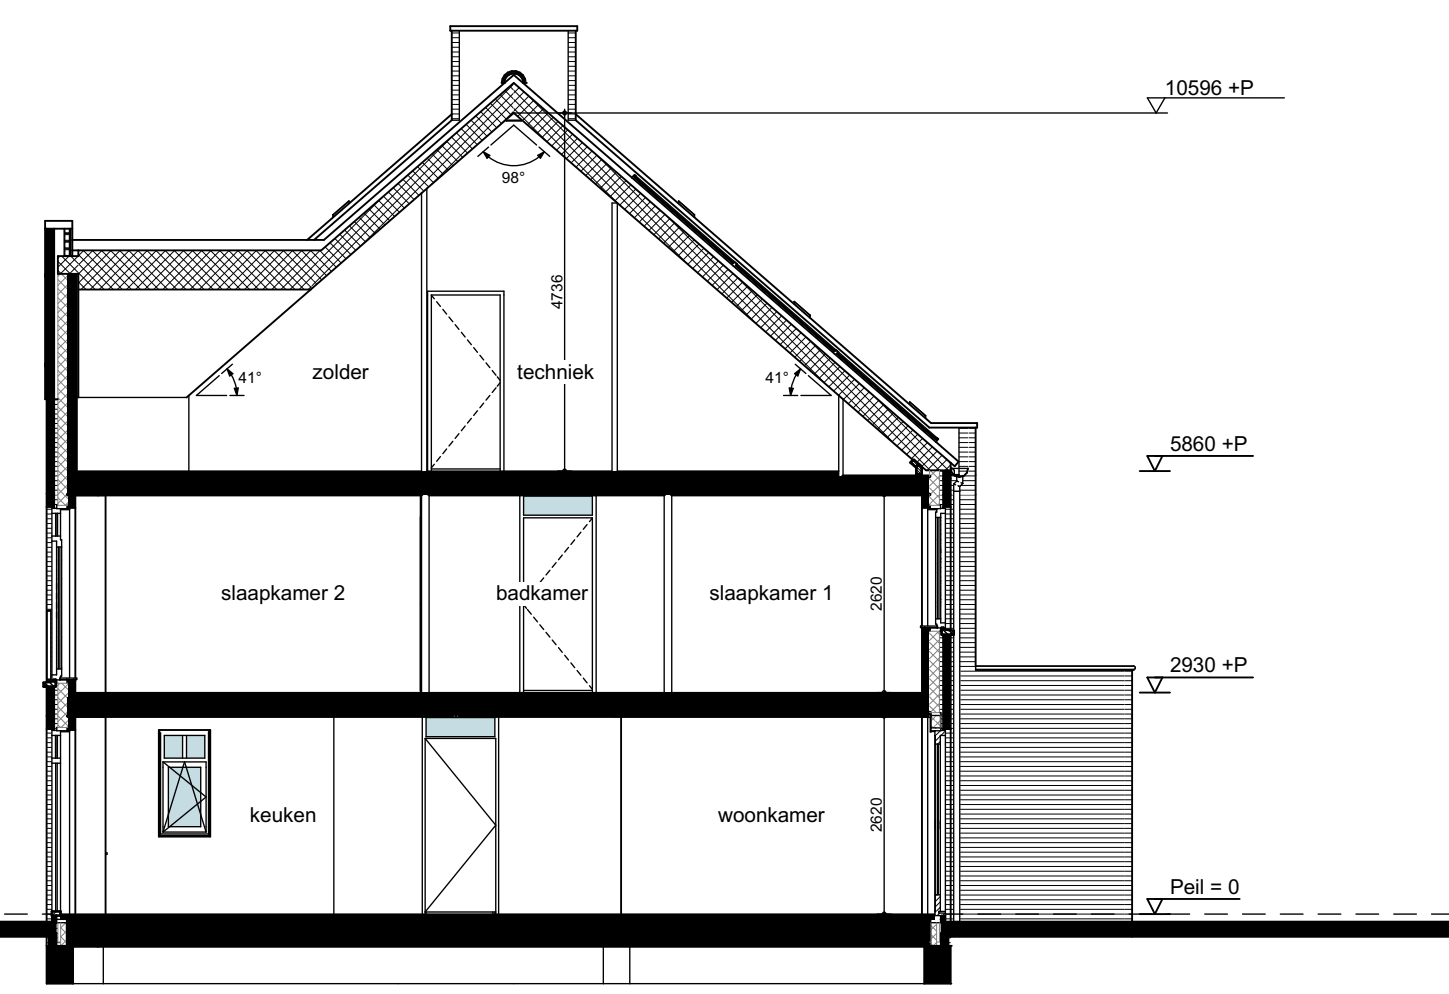 10596 +P
98°
4736
zolder
techniek
41°
41°
5860 +P
slaapkamer 2
badkamer
slaapkamer 1
2620
2930 +P
keuken
woonkamer
2620
Peil = 0